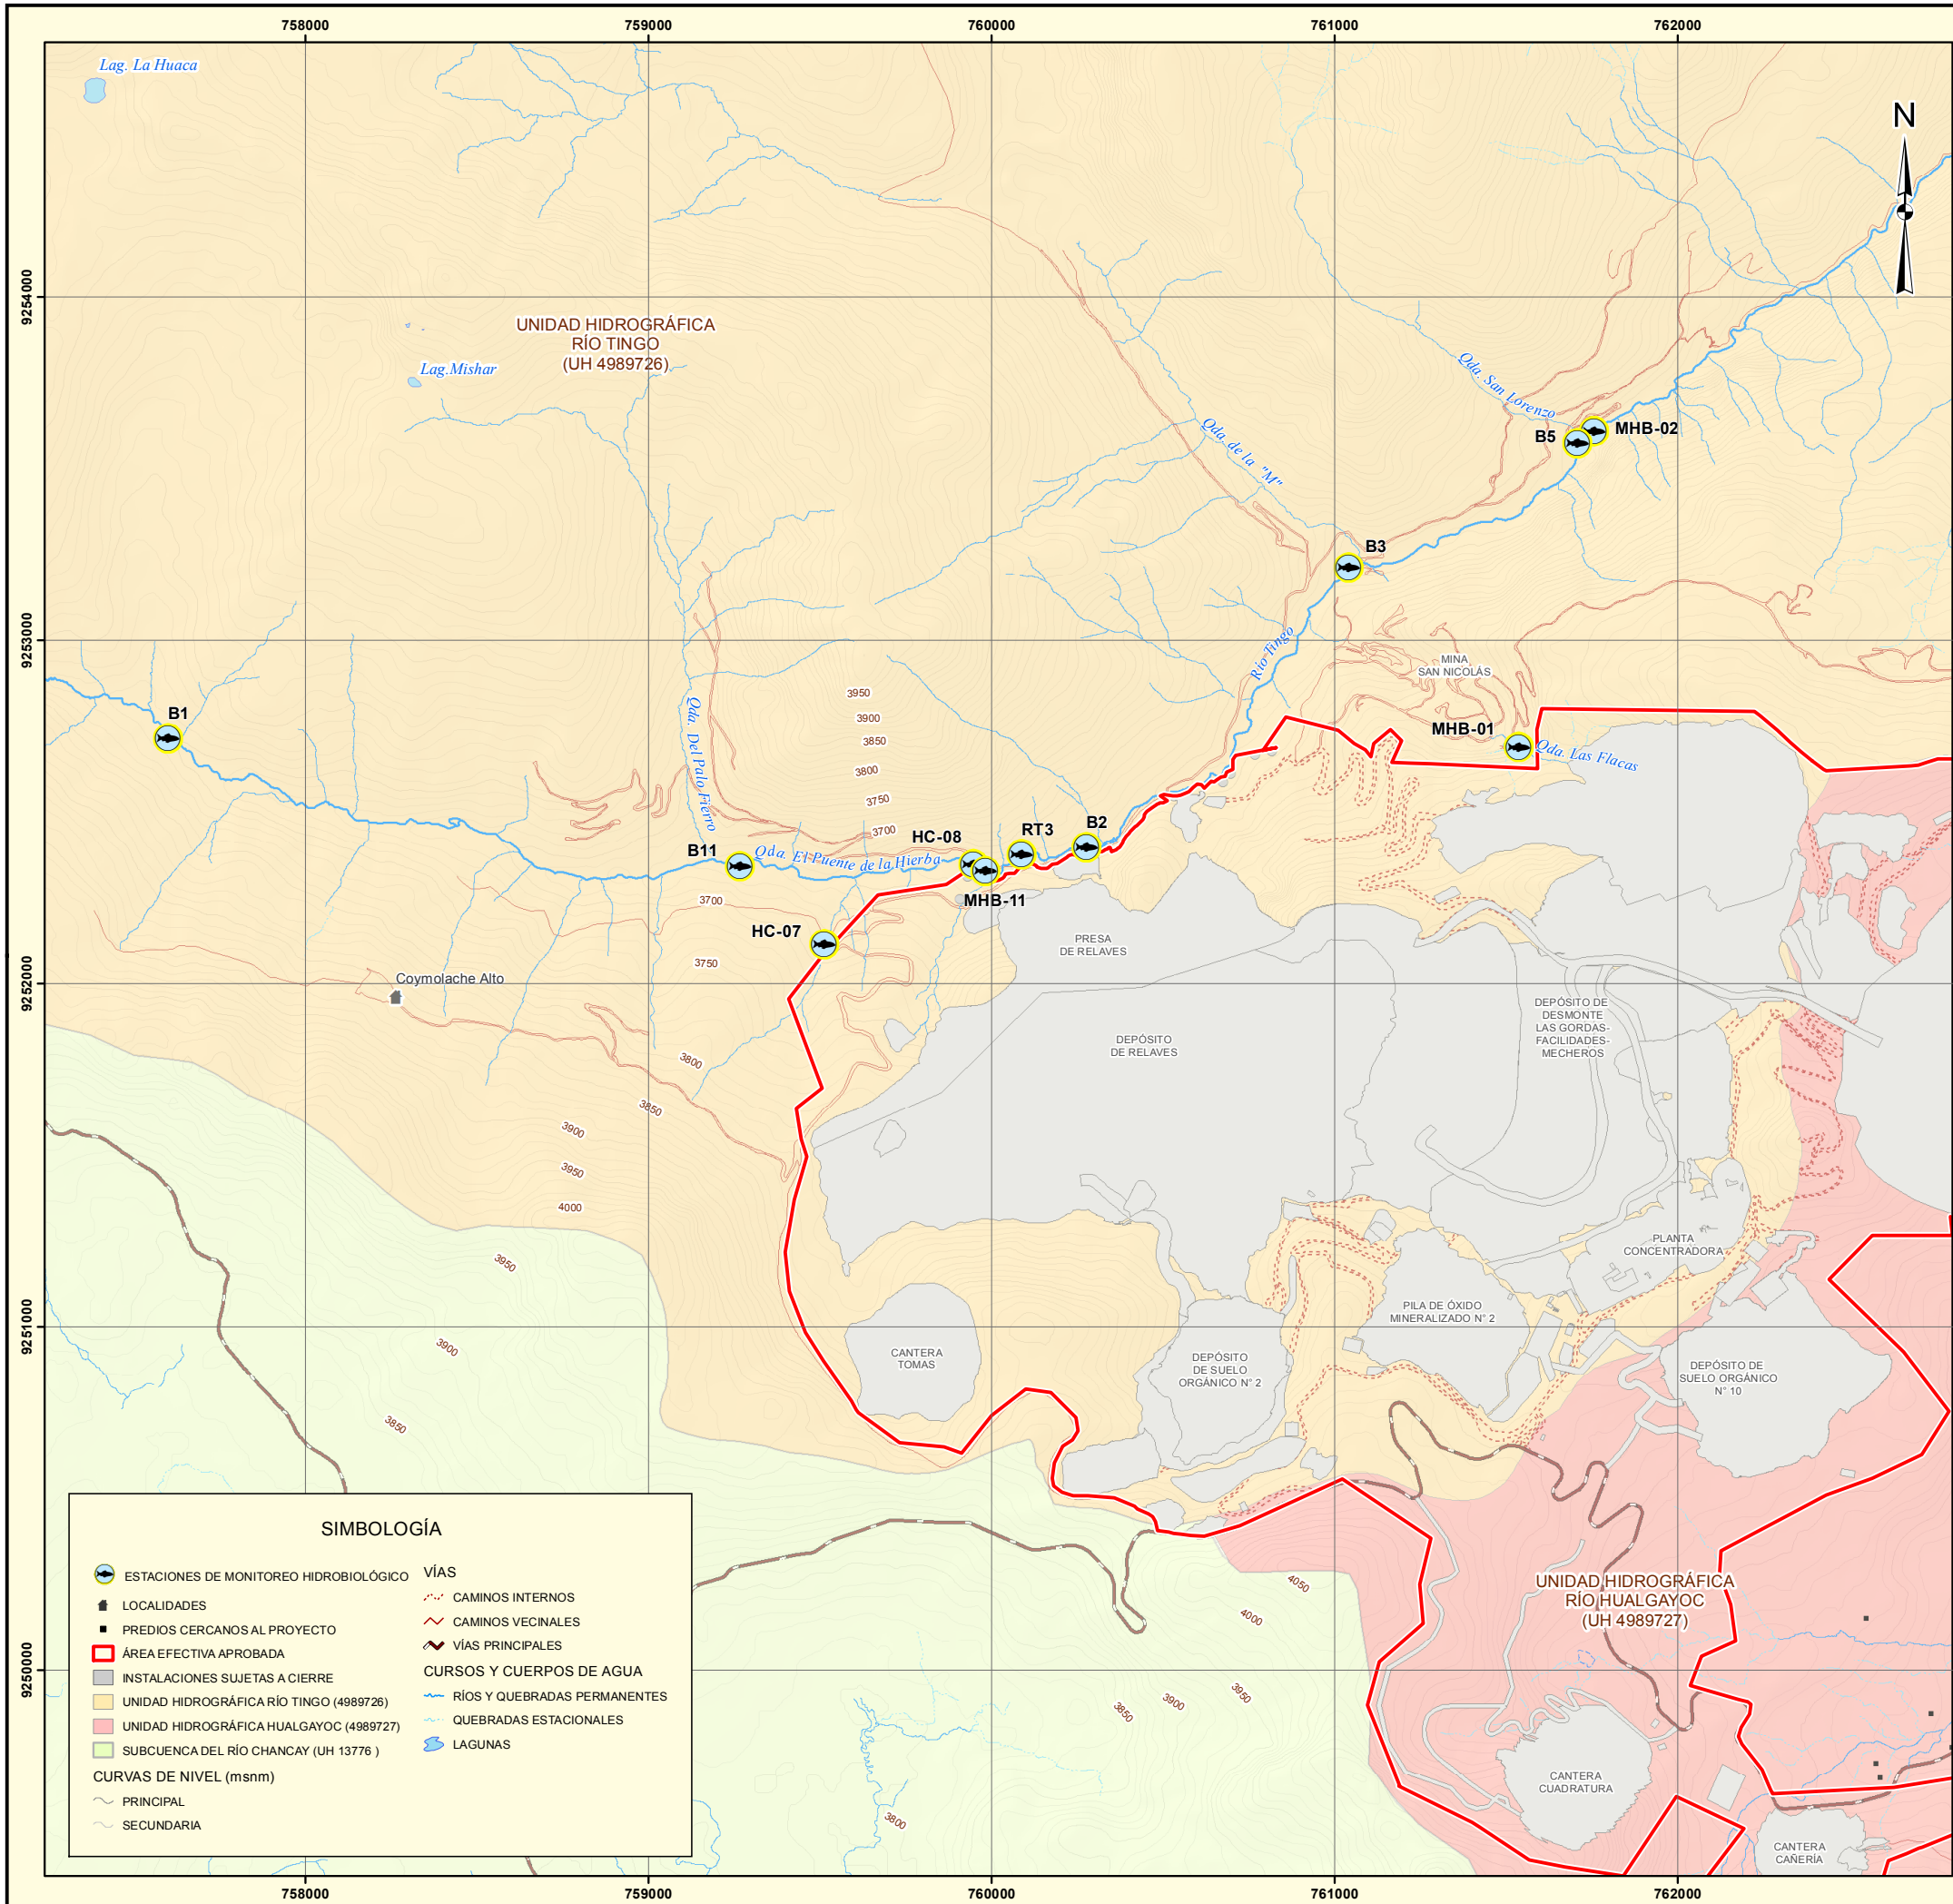 758000
759000
760000
761000
762000
Lag. La Huaca
N
9254000
UNIDAD HIDROGRÁFICA
RÍO TINGO
(UH 4989726)
Lag.Mishar
Qda. San Lorenzo
Qda. de la "M"
B5
MHB-02
B3
9253000
Río Tingo
MINA
SAN NICOLÁS
3950
3900
3850
3800
3750
3700
B1
Qda. Del Palo Fierro
MHB-01
Qda. Las Flacas
B11
Qda. El Puente de la Hierba
HC-08
RT3
B2
MHB-11
3700
HC-07
3750
PRESA
DE RELAVES
9252000
Coymolache Alto
DEPÓSITO
DE RELAVES
DEPÓSITO DE
DESMONTE
LAS GORDAS-
FACILIDADES-
MECHEROS
3800
3850
3900
3950
4000
3950
PLANTA
CONCENTRADORA
9251000
3900
3850
CANTERA
TOMAS
DEPÓSITO
DE SUELO
ORGÁNICO N° 2
PILA DE ÓXIDO
MINERALIZADO N° 2
DEPÓSITO DE
SUELO ORGÁNICO
N° 10
4050
4000
3950
3900
3850
3800
UNIDAD HIDROGRÁFICA
RÍO HUALGAYOC
(UH 4989727)
9250000
CANTERA
CUADRATURA
CANTERA
CAÑERÍA
SIMBOLOGÍA
ESTACIONES DE MONITOREO HIDROBIOLÓGICO
LOCALIDADES
PREDIOS CERCANOS AL PROYECTO
ÁREA EFECTIVA APROBADA
INSTALACIONES SUJETAS A CIERRE
UNIDAD HIDROGRÁFICA RÍO TINGO (4989726)
UNIDAD HIDROGRÁFICA HUALGAYOC (4989727)
SUBCUENCA DEL RÍO CHANCAY (UH 13776 )
CURVAS DE NIVEL (msnm)
PRINCIPAL
SECUNDARIA
VÍAS
CAMINOS INTERNOS
CAMINOS VECINALES
VÍAS PRINCIPALES
CURSOS Y CUERPOS DE AGUA
RÍOS Y QUEBRADAS PERMANENTES
QUEBRADAS ESTACIONALES
LAGUNAS
758000
759000
760000
761000
762000